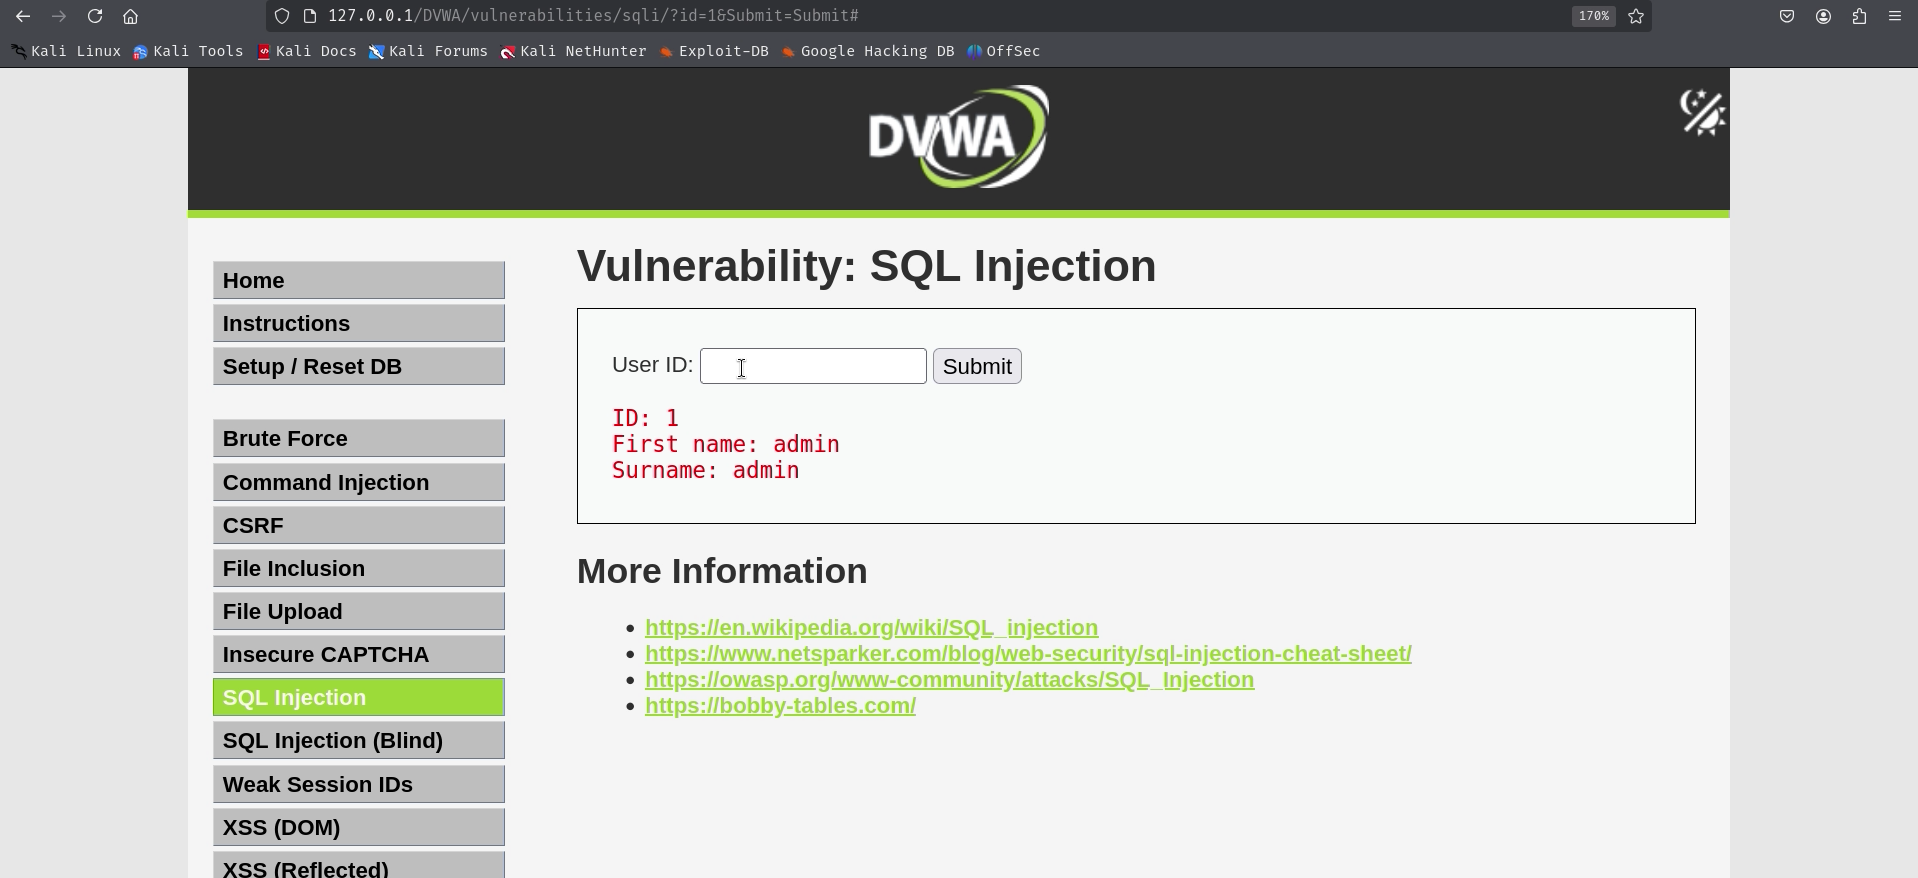 127.0.0.1/DVWA/vulnerabilities/sqli/?id=1&Submit=Submit#
170%
Kali Linux Kali Tools Kali Docs Kali Forums Kali NetHunter Exploit-DB Google Hacking DB OffSec
DVWA
Home
Instructions
Setup / Reset DB
Brute Force
Command Injection
CSRF
File Inclusion
File Upload
Insecure CAPTCHA
SQL Injection
SQL Injection (Blind)
Weak Session IDs
XSS (DOM)
XSS (Reflected)
Vulnerability: SQL Injection
User ID: Submit
ID: 1
First name: admin
Surname: admin
More Information
https://en.wikipedia.org/wiki/SQL_injection
https://www.netsparker.com/blog/web-security/sql-injection-cheat-sheet/
https://owasp.org/www-community/attacks/SQL_Injection
https://bobby-tables.com/